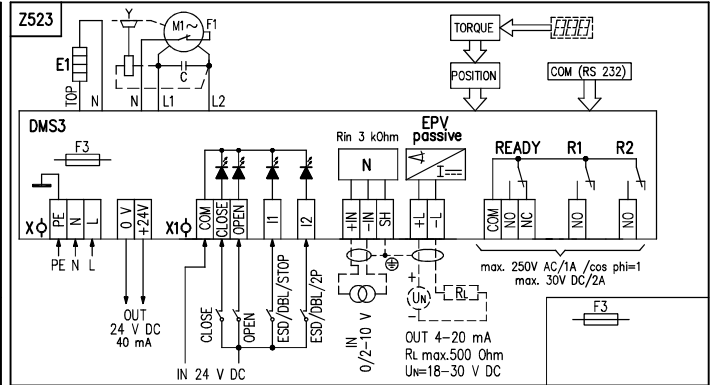 Z523
Y
M1~
F1
E1
C
TOP
N
N
L1
L2
TORQUE
POSITION
COM (RS 232)
DMS3
F3
Rin 3 kOhm
N
EPV
passive
READY
R1
R2
X
PE
N
L
0 V
+24V
X1
COM
CLOSE
OPEN
I1
I2
+IN
-IN
SH
+L
-L
COM
NO
NC
NO
NO
PE N L
OUT
24 V DC
40 mA
CLOSE
OPEN
ESD/DBL/STOP
ESD/DBL/2P
IN 24 V DC
IN
0/2-10 V
+
UN
-
RL
OUT 4-20 mA
RL max.500 Ohm
UN=18-30 V DC
max. 250V AC/1A /cos phi=1
max. 30V DC/2A
F3